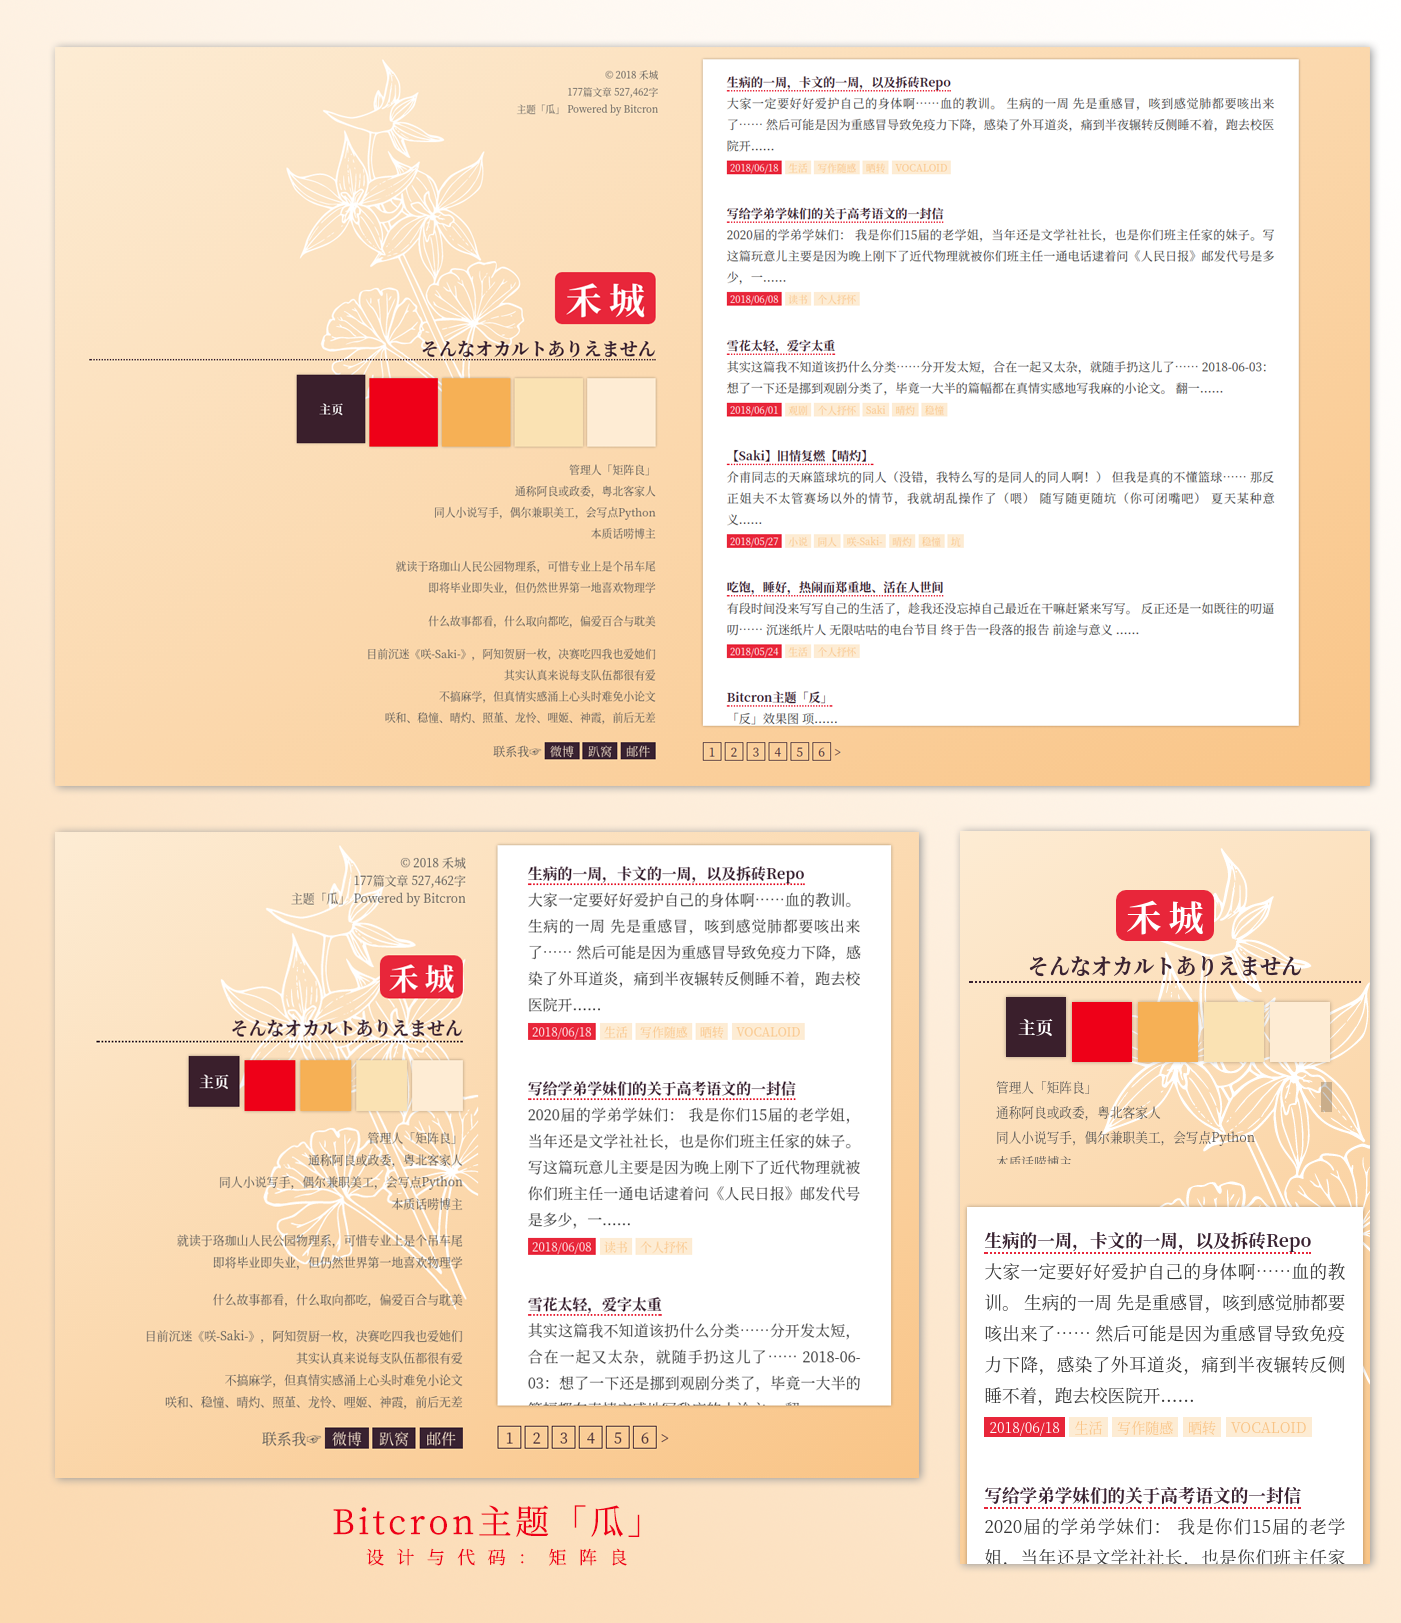 © 2018 禾城
177篇文章 527,462字
主题「瓜」 Powered by Bitcron
禾城
そんなオカルトありえません
主页
管理人「矩阵良」
通称阿良或政委，粤北客家人
同人小说写手，偶尔兼职美工，会写点Python
本质话唠博主
就读于珞珈山人民公园物理系，可惜专业上是个吊车尾
即将毕业即失业，但仍然世界第一地喜欢物理学
什么故事都看，什么取向都吃，偏爱百合与耽美
目前沉迷《咲-Saki-》，阿知贺厨一枚，决赛吃四我也爱她们
其实认真来说每支队伍都很有爱
不搞麻学，但真情实感涌上心头时难免小论文
咲和、稳憧、晴灼、照堇、龙怜、哩姬、神霞，前后无差
联系我☞ 微博 趴窝 邮件
生病的一周，卡文的一周，以及拆砖Repo
大家一定要好好爱护自己的身体啊……血的教训。 生病的一周 先是重感冒，咳到感觉肺都要咳出来
了…… 然后可能是因为重感冒导致免疫力下降，感染了外耳道炎，痛到半夜辗转反侧睡不着，跑去校医
院开……
2018/06/18 生活 写作随感 晒转 VOCALOID
写给学弟学妹们的关于高考语文的一封信
2020届的学弟学妹们： 我是你们15届的老学姐，当年还是文学社社长，也是你们班主任家的妹子。写
这篇玩意儿主要是因为晚上刚下了近代物理就被你们班主任一通电话逮着问《人民日报》邮发代号是多
少，一……
2018/06/08 读书 个人抒怀
雪花太轻，爱字太重
其实这篇我不知道该扔什么分类……分开发太短，合在一起又太杂，就随手扔这儿了…… 2018-06-03：
想了一下还是挪到观剧分类了，毕竟一大半的篇幅都在真情实感地写我麻的小论文。 翻一……
2018/06/01 观剧 个人抒怀 Saki 晴灼 稳憧
【Saki】旧情复燃【晴灼】
介甫同志的天麻篮球坑的同人（没错，我特么写的是同人的同人啊！） 但我是真的不懂篮球…… 那反
正姐夫不太管赛场以外的情节，我就胡乱操作了（喂） 随写随更随坑（你可闭嘴吧） 夏天某种意
义……
2018/05/27 小说 同人 咲-Saki- 晴灼 稳憧 坑
吃饱，睡好，热闹而郑重地、活在人世间
有段时间没来写写自己的生活了，趁我还没忘掉自己最近在干嘛赶紧来写写。 反正还是一如既往的叨逼
叨…… 沉迷纸片人 无限咕咕的电台节目 终于告一段落的报告 前途与意义 ……
2018/05/24 生活 个人抒怀
Bitcron主题「反」
「反」效果图 项……
1 2 3 4 5 6 >
© 2018 禾城
177篇文章 527,462字
主题「瓜」 Powered by Bitcron
禾城
そんなオカルトありえません
主页
管理人「矩阵良」
通称阿良或政委，粤北客家人
同人小说写手，偶尔兼职美工，会写点Python
本质话唠博主
就读于珞珈山人民公园物理系，可惜专业上是个吊车尾
即将毕业即失业，但仍然世界第一地喜欢物理学
什么故事都看，什么取向都吃，偏爱百合与耽美
目前沉迷《咲-Saki-》，阿知贺厨一枚，决赛吃四我也爱她们
其实认真来说每支队伍都很有爱
不搞麻学，但真情实感涌上心头时难免小论文
咲和、稳憧、晴灼、照堇、龙怜、哩姬、神霞，前后无差
联系我☞ 微博 趴窝 邮件
生病的一周，卡文的一周，以及拆砖Repo
大家一定要好好爱护自己的身体啊……血的教训。
生病的一周 先是重感冒，咳到感觉肺都要咳出来
了…… 然后可能是因为重感冒导致免疫力下降，感
染了外耳道炎，痛到半夜辗转反侧睡不着，跑去校
医院开……
2018/06/18 生活 写作随感 晒转 VOCALOID
写给学弟学妹们的关于高考语文的一封信
2020届的学弟学妹们： 我是你们15届的老学姐，
当年还是文学社社长，也是你们班主任家的妹子。
写这篇玩意儿主要是因为晚上刚下了近代物理就被
你们班主任一通电话逮着问《人民日报》邮发代号
是多少，一……
2018/06/08 读书 个人抒怀
雪花太轻，爱字太重
其实这篇我不知道该扔什么分类……分开发太短，
合在一起又太杂，就随手扔这儿了…… 2018-06-
03：想了一下还是挪到观剧分类了，毕竟一大半的
1 2 3 4 5 6 >
禾城
そんなオカルトありえません
主页
管理人「矩阵良」
通称阿良或政委，粤北客家人
同人小说写手，偶尔兼职美工，会写点Python
本质话唠博主
生病的一周，卡文的一周，以及拆砖Repo
大家一定要好好爱护自己的身体啊……血的教
训。 生病的一周 先是重感冒，咳到感觉肺都要
咳出来了…… 然后可能是因为重感冒导致免疫
力下降，感染了外耳道炎，痛到半夜辗转反侧
睡不着，跑去校医院开……
2018/06/18 生活 写作随感 晒转 VOCALOID
写给学弟学妹们的关于高考语文的一封信
2020届的学弟学妹们： 我是你们15届的老学
姐，当年还是文学社社长，也是你们班主任家
Bitcron主题「瓜」
设计与代码：矩阵良